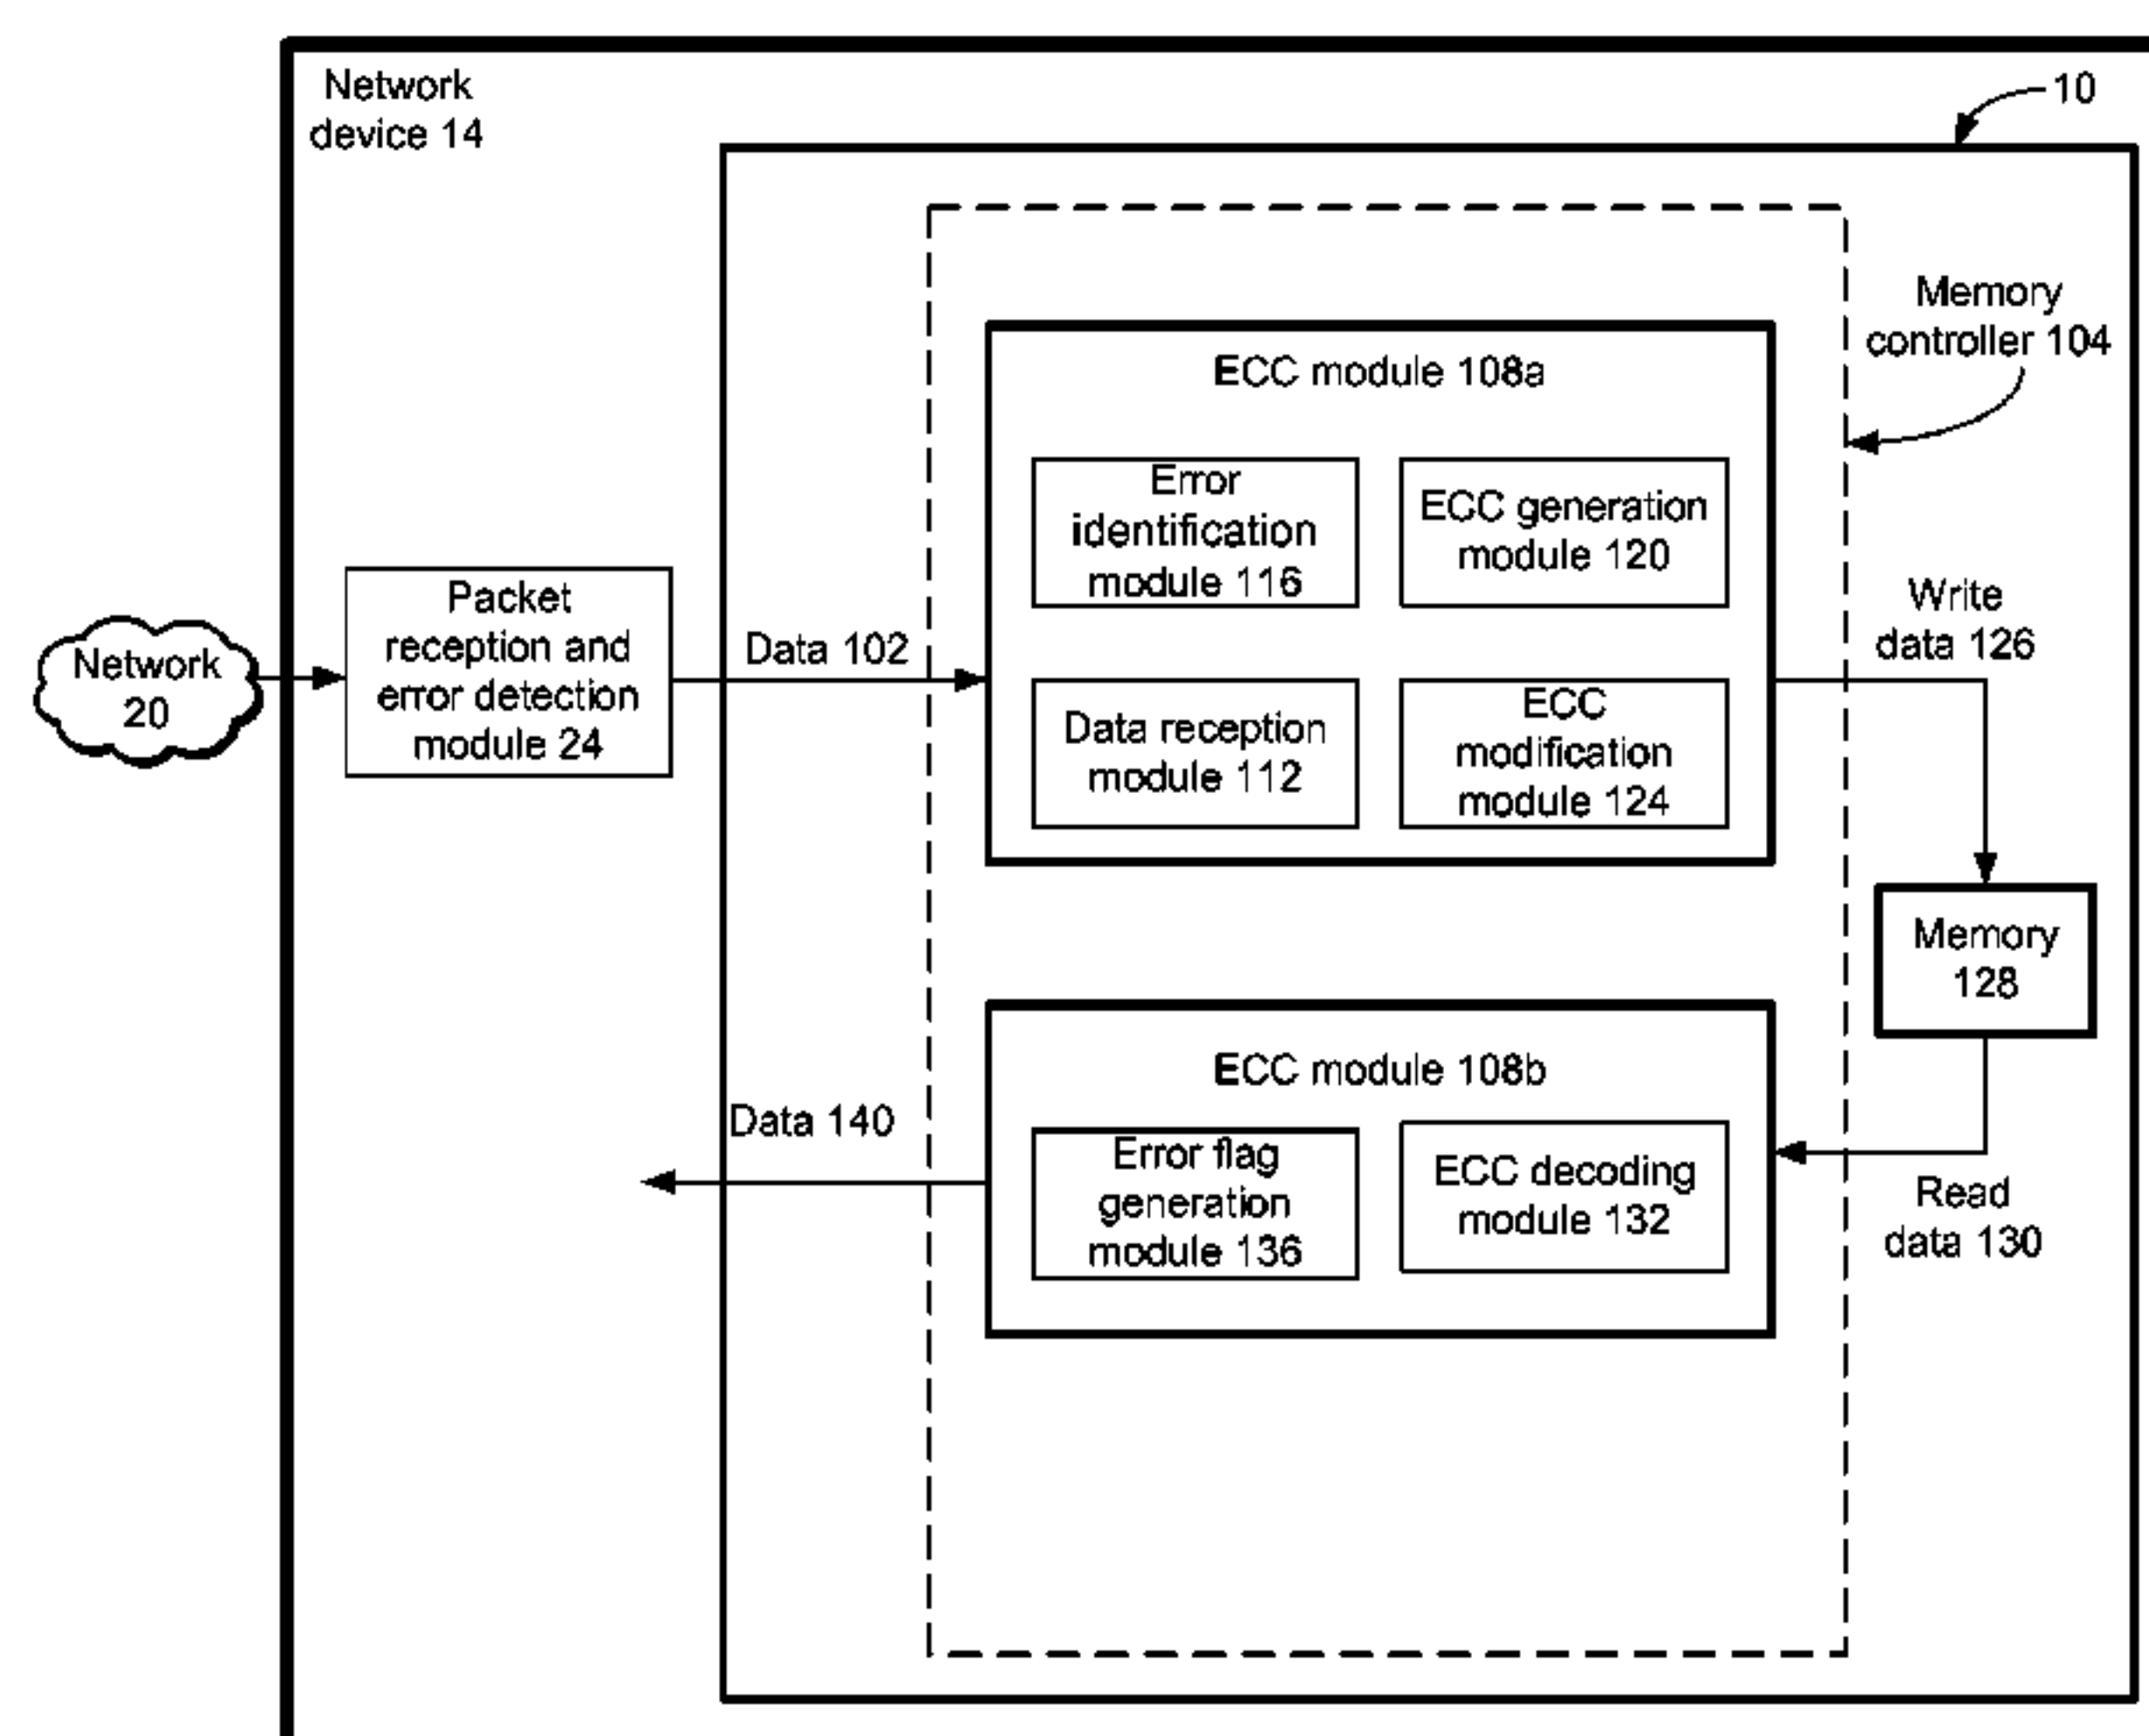 Network
device 14
10
Memory
controller 104
ECC module 108a
Error
identification
module 116
ECC generation
module 120
Write
data 126
Packet
reception and
error detection
module 24
Network
20
Data 102
Data reception
module 112
ECC
modification
module 124
Memory
128
ECC module 108b
Data 140
Error flag
generation
module 136
ECC decoding
module 132
Read
data 130